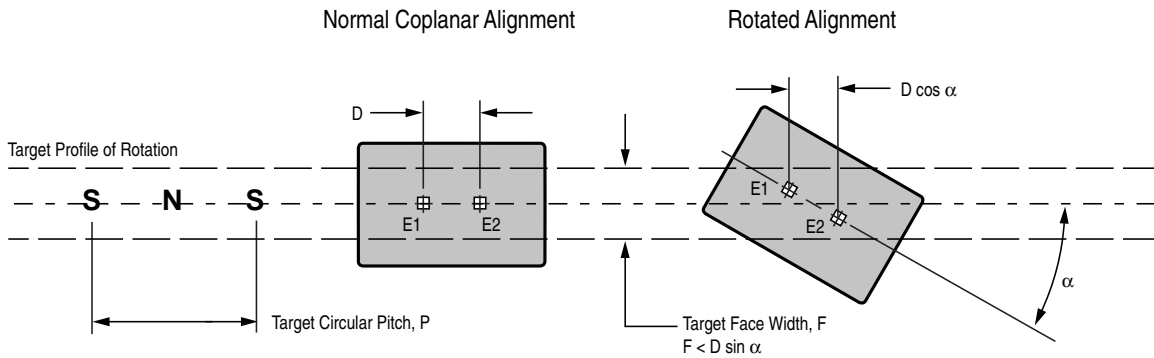 Normal Coplanar Alignment
Rotated Alignment
D
D cos α
Target Profile of Rotation
S N S
E1 E2
E1
E2
α
Target Circular Pitch, P
Target Face Width, F
F < D sin α